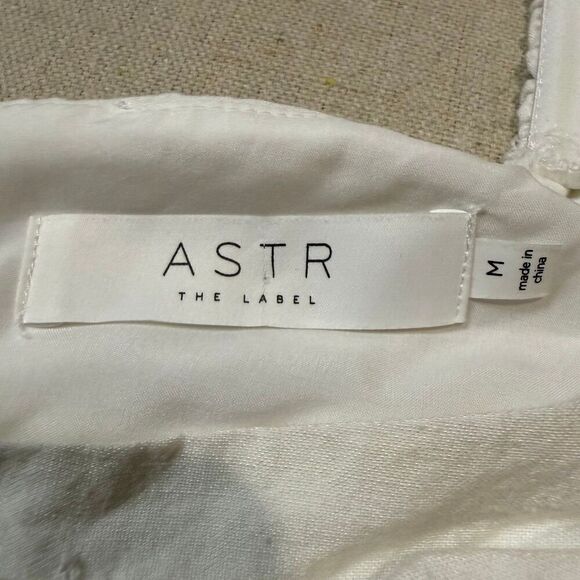 ASTR
THE LABEL
M
made in
china